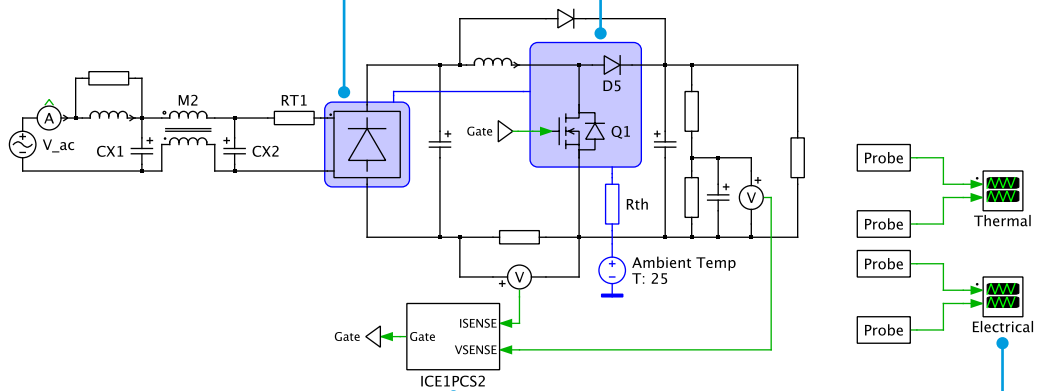 D5
M2
RT1
A
Gate
Q1
V_ac
CX1
CX2
Probe
V
Rth
Probe
Thermal
Ambient Temp
T: 25
Probe
V
ISENSE
Gate
Gate
VSENSE
Probe
Electrical
ICE1PCS2